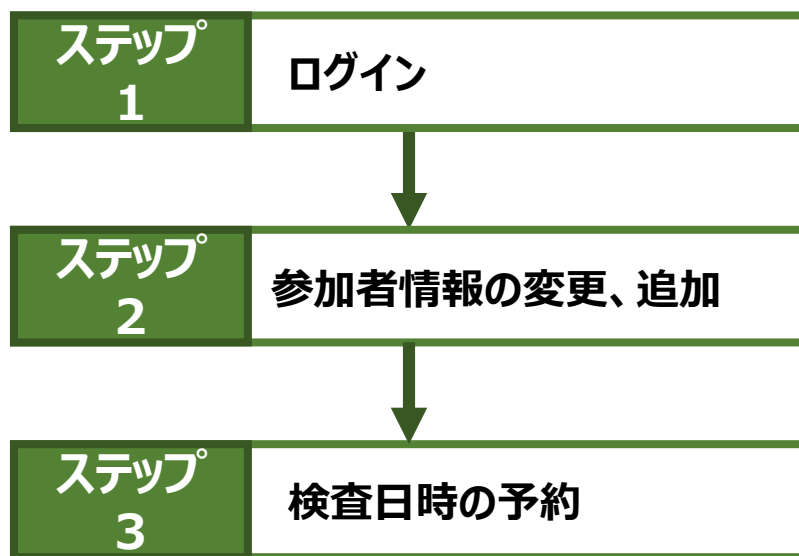 ステップ
1
ログイン
ステップ
2
参加者情報の変更、追加
ステップ
3
検査日時の予約